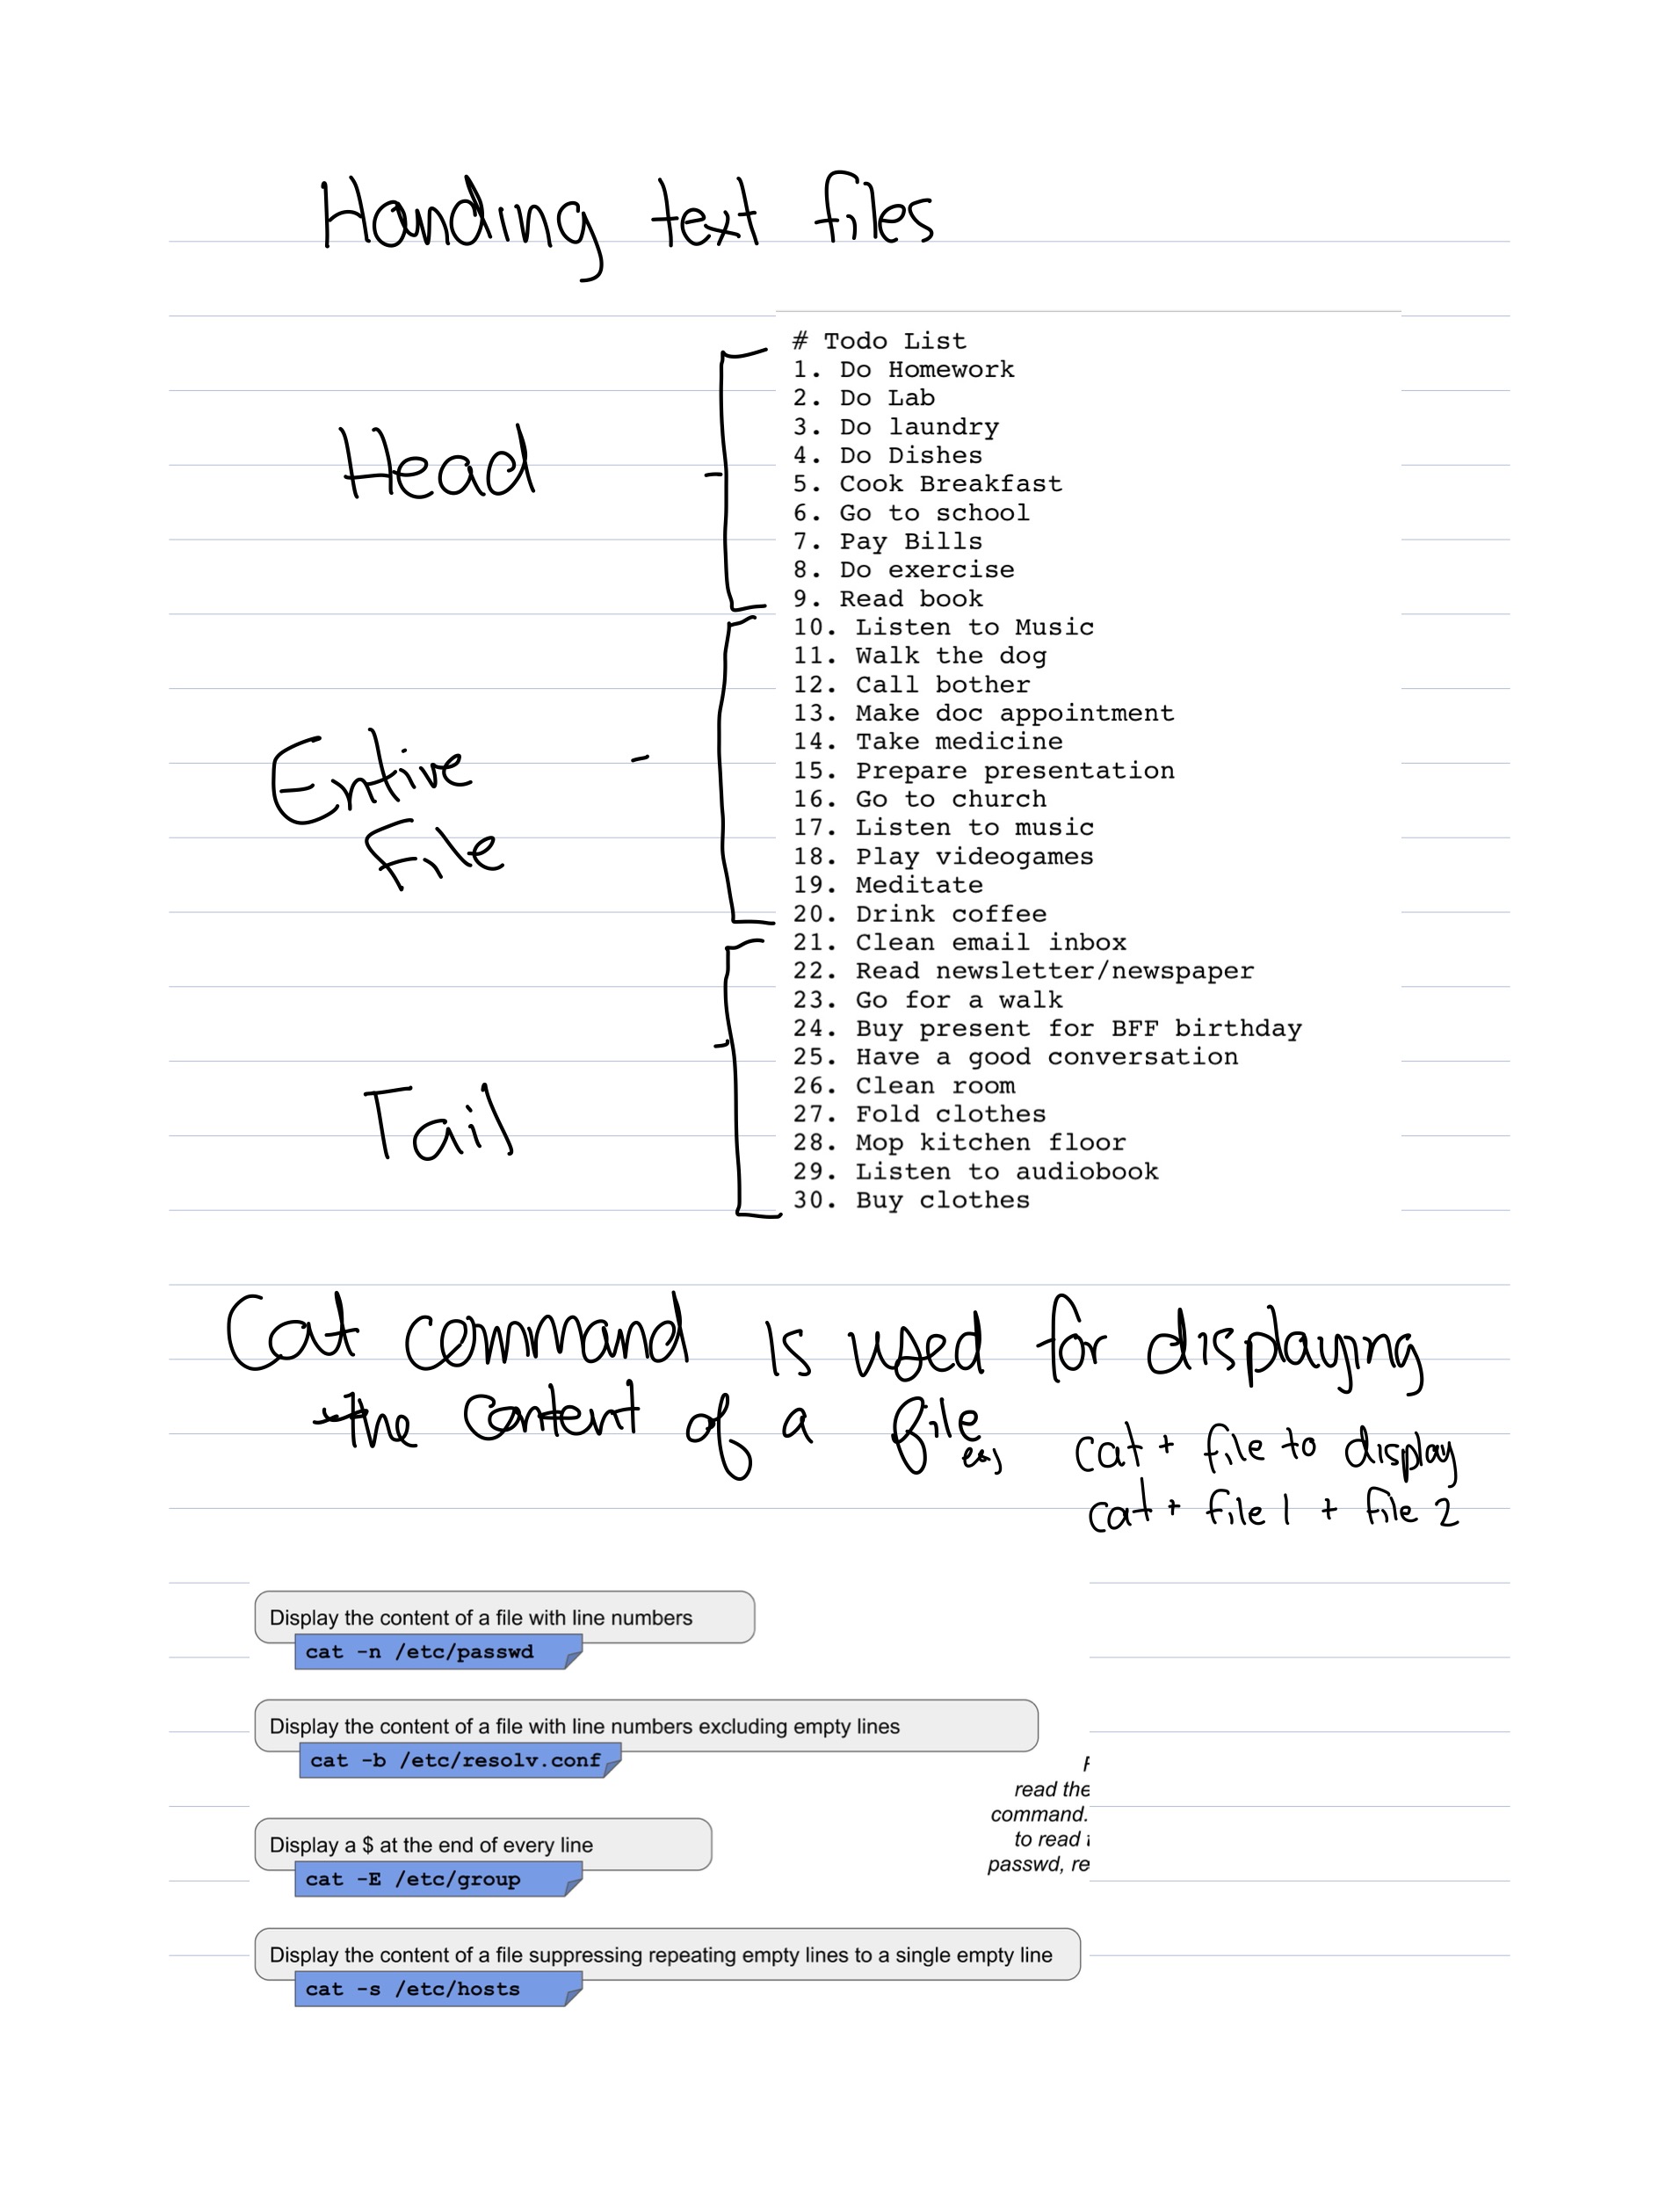 Handing text files
# Todo List
1. Do Homework
2. Do Lab
3. Do laundry
4. Do Dishes
5. Cook Breakfast
6. Go to school
7. Pay Bills
8. Do exercise
9. Read book
Head
10. Listen to Music
11. Walk the dog
12. Call bother
13. Make doc appointment
14. Take medicine
15. Prepare presentation
16. Go to church
17. Listen to music
18. Play videogames
19. Meditate
20. Drink coffee
Entire -
File
21. Clean email inbox
22. Read newsletter/newspaper
23. Go for a walk
24. Buy present for BFF birthday
25. Have a good conversation
26. Clean room
27. Fold clothes
28. Mop kitchen floor
29. Listen to audiobook
30. Buy clothes
Tail
Cat command is used for displaying
the content of a file
cat + file to display
cat + file 1 + file 2
Display the content of a file with line numbers
cat -n /etc/passwd
Display the content of a file with line numbers excluding empty lines
cat -b /etc/resolv.conf
read the
command.
to read
passwd, re
Display a $ at the end of every line
cat -E /etc/group
Display the content of a file suppressing repeating empty lines to a single empty line
cat -s /etc/hosts